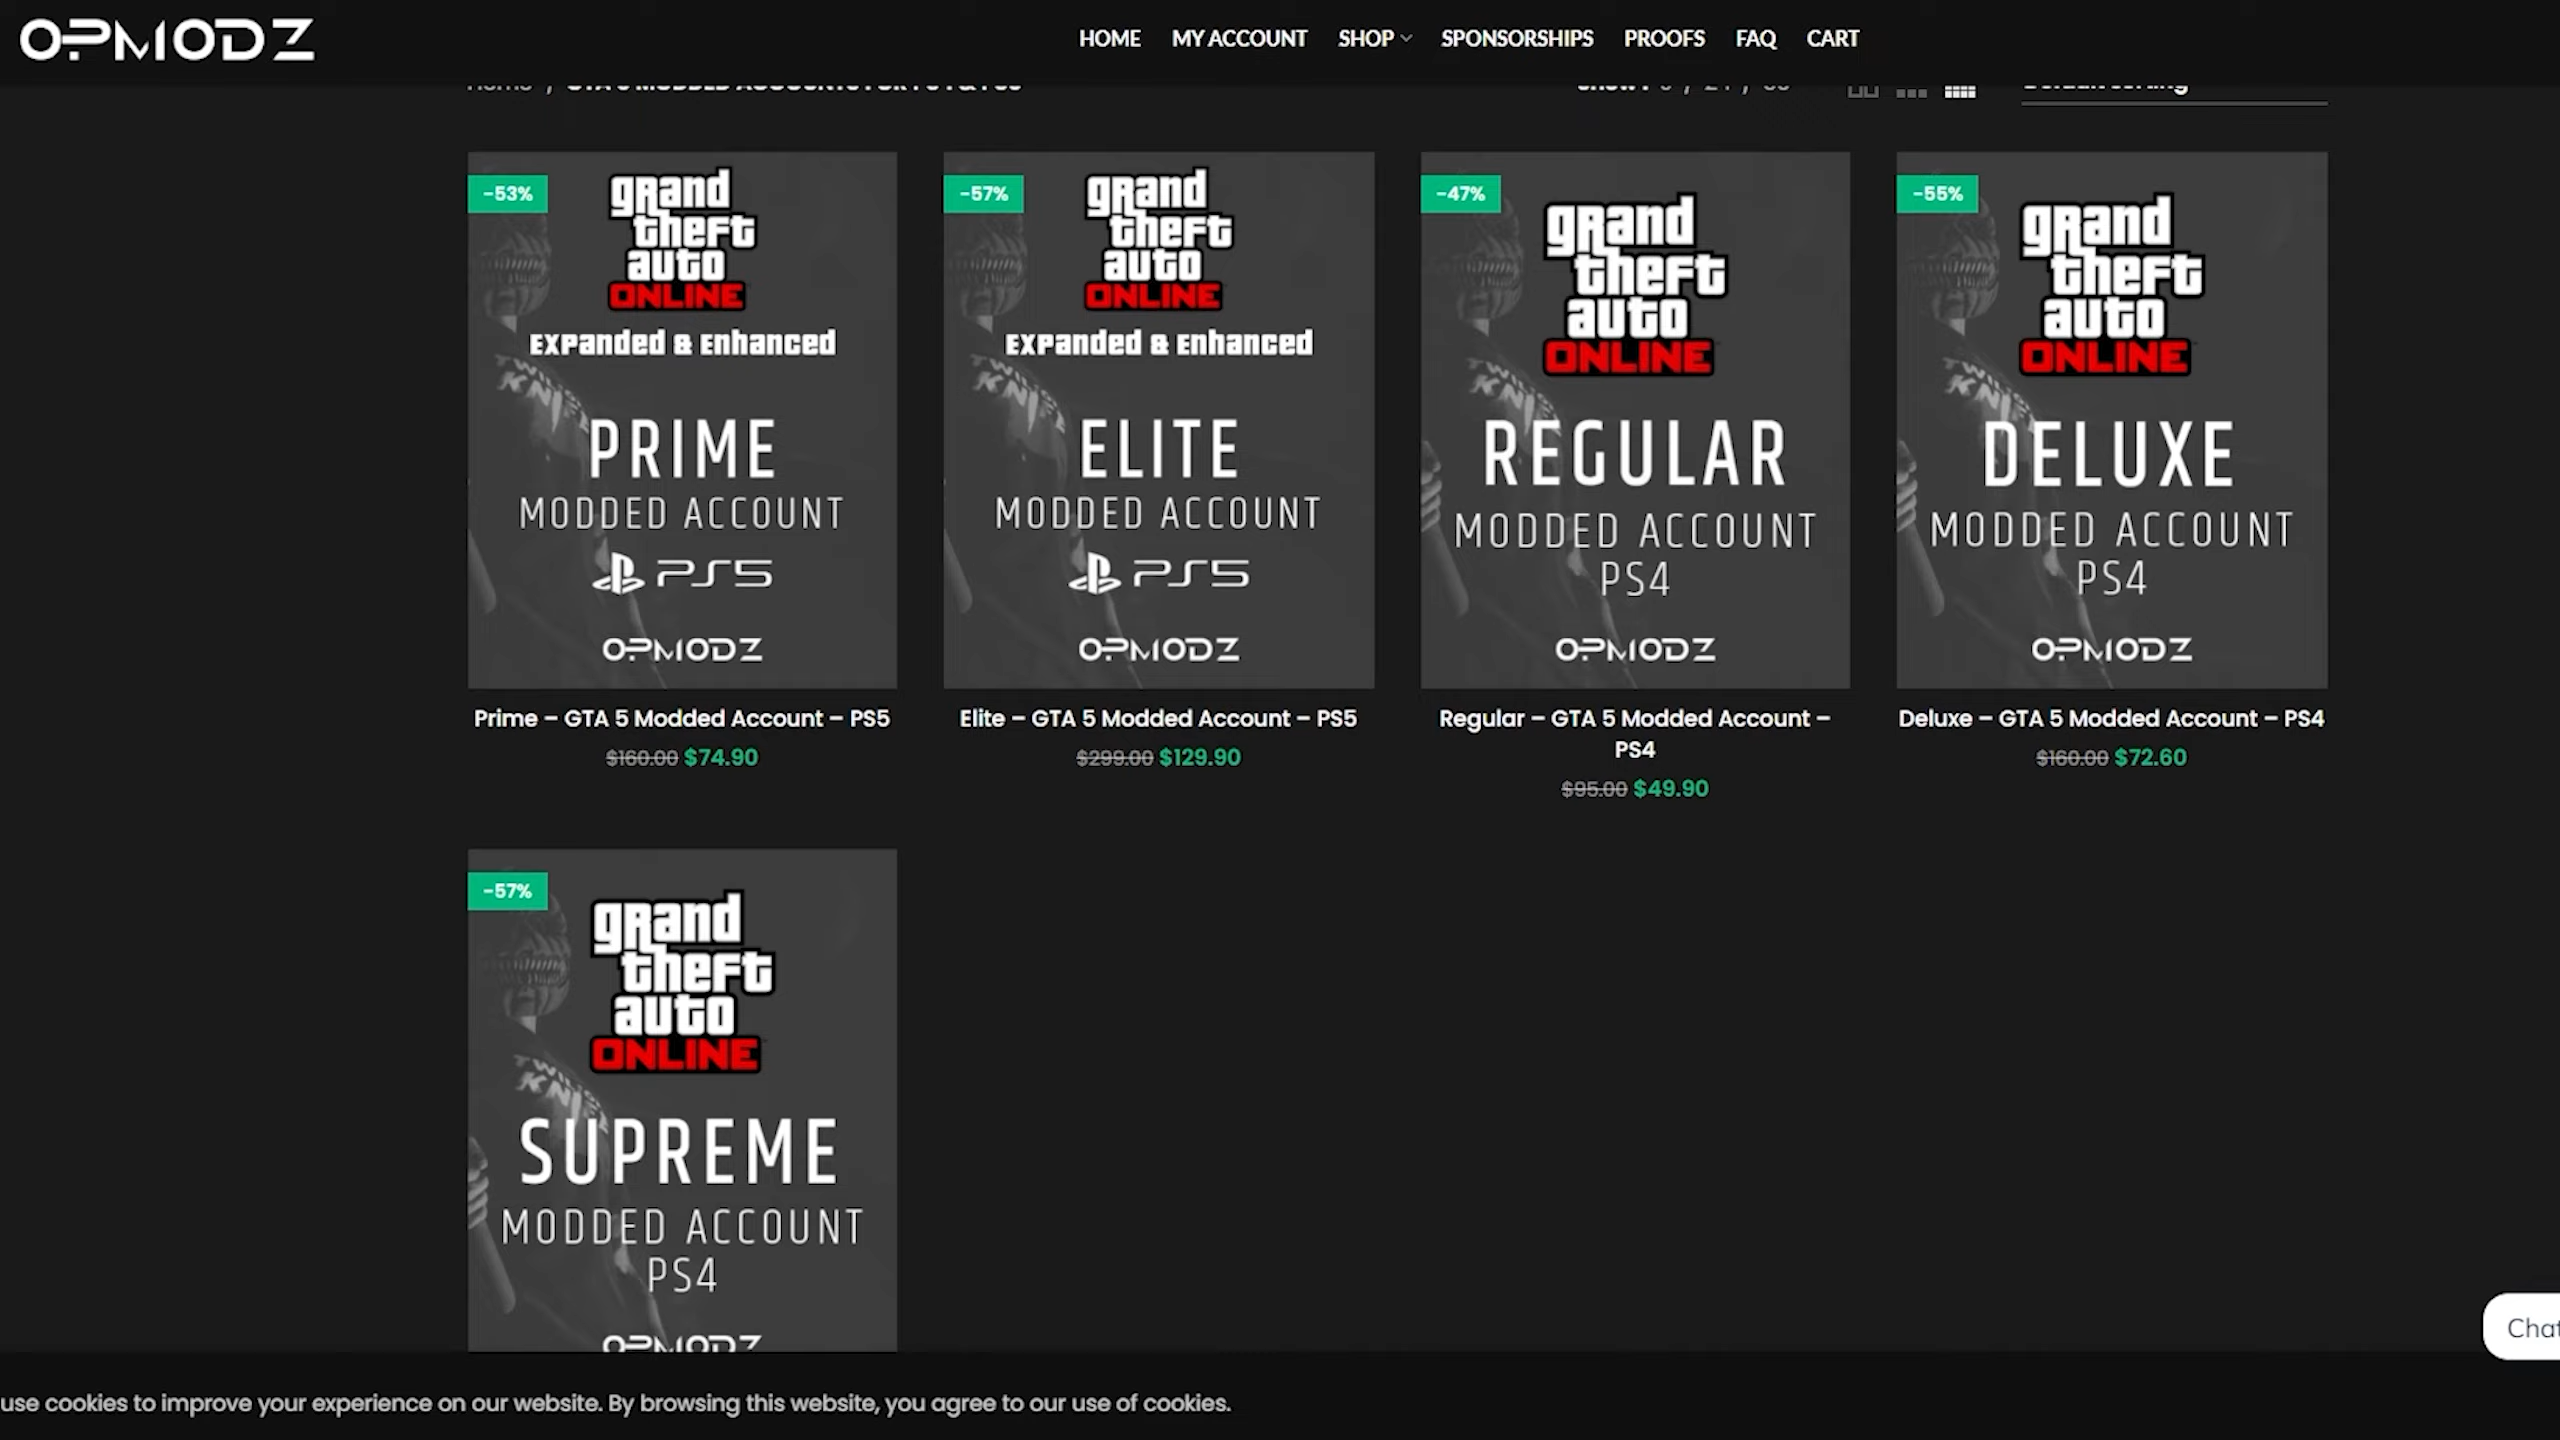 OPMODZ
HOME MY ACCOUNT SHOP SPONSORSHIPS PROOFS FAQ CART
-53%
grand
theft
auto
ONLINE
Expanded & Enhanced
PRIME
MODDED ACCOUNT
PS5
OPMODZ
Prime – GTA 5 Modded Account – PS5
$160.00 $74.90
-57%
grand
theft
auto
ONLINE
Expanded & Enhanced
ELITE
MODDED ACCOUNT
PS5
OPMODZ
Elite – GTA 5 Modded Account – PS5
$299.00 $129.90
-47%
grand
theft
auto
ONLINE
REGULAR
MODDED ACCOUNT
PS4
OPMODZ
Regular – GTA 5 Modded Account –
PS4
$95.00 $49.90
-55%
grand
theft
auto
ONLINE
DELUXE
MODDED ACCOUNT
PS4
OPMODZ
Deluxe – GTA 5 Modded Account – PS4
$160.00 $72.60
-57%
grand
theft
auto
ONLINE
SUPREME
MODDED ACCOUNT
PS4
OPMODZ
Chat
use cookies to improve your experience on our website. By browsing this website, you agree to our use of cookies.